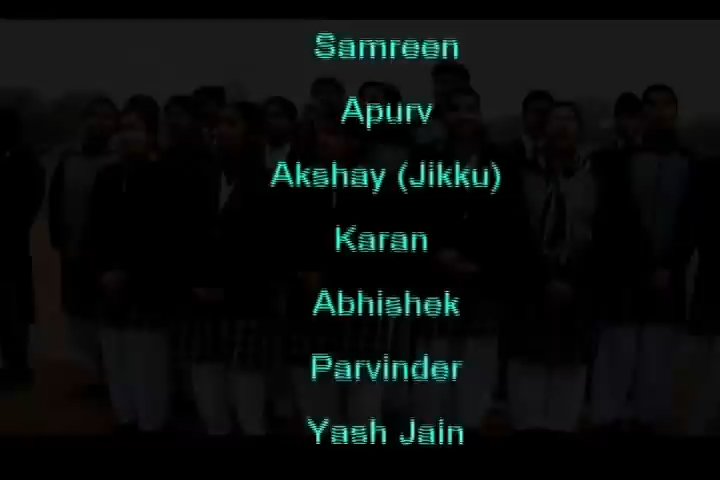 Samreen
Apurv
Akshay (Jikku)
Karan
Abhishek
Parvinder
Yash Jain